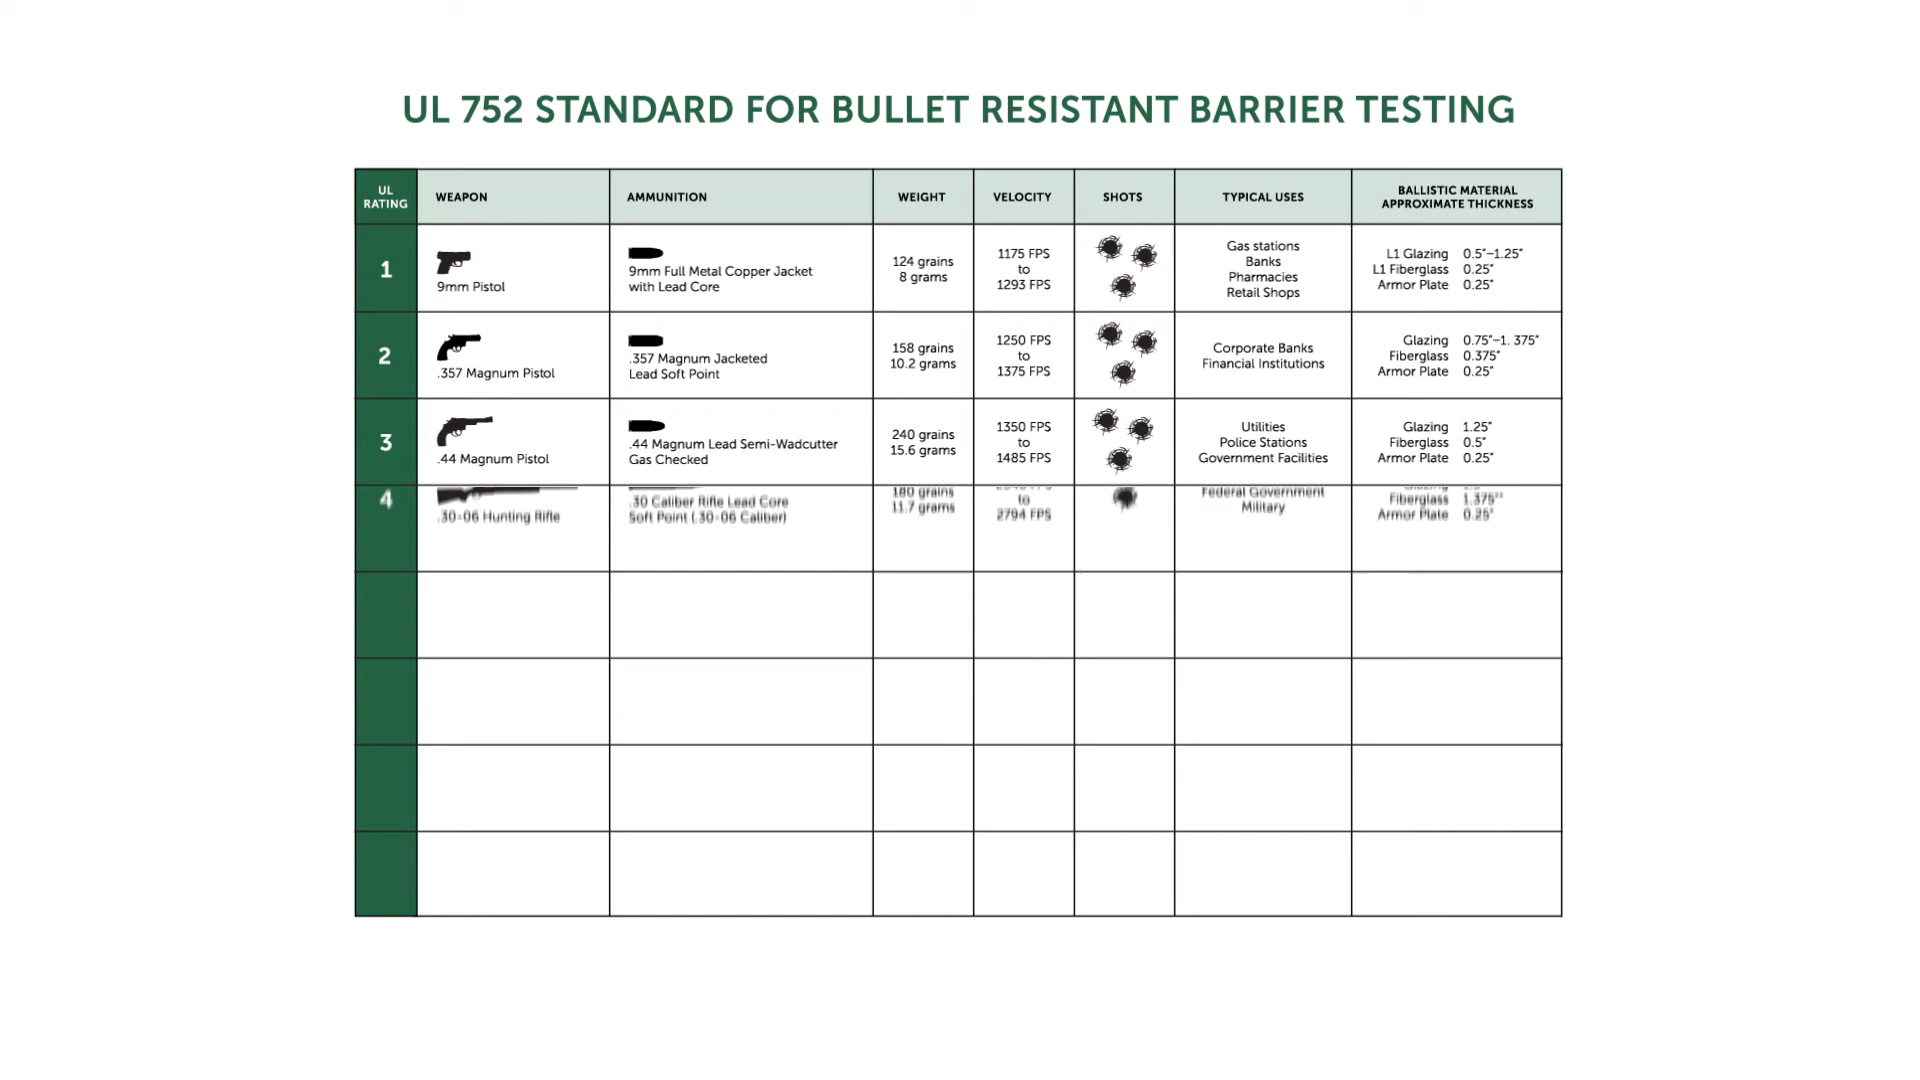 UL 752 STANDARD FOR BULLET RESISTANT BARRIER TESTING
UL RATING
WEAPON
AMMUNITION
WEIGHT
VELOCITY
SHOTS
TYPICAL USES
BALLISTIC MATERIAL
APPROXIMATE THICKNESS
1
9mm Pistol
9mm Full Metal Copper Jacket
with Lead Core
124 grains
8 grams
1175 FPS
to
1293 FPS
Gas stations
Banks
Pharmacies
Retail Shops
L1 Glazing 0.5"–1.25"
L1 Fiberglass 0.25"
Armor Plate 0.25"
2
.357 Magnum Pistol
.357 Magnum Jacketed
Lead Soft Point
158 grains
10.2 grams
1250 FPS
to
1375 FPS
Corporate Banks
Financial Institutions
Glazing 0.75"–1. 375"
Fiberglass 0.375"
Armor Plate 0.25"
3
.44 Magnum Pistol
.44 Magnum Lead Semi-Wadcutter
Gas Checked
240 grains
15.6 grams
1350 FPS
to
1485 FPS
Utilities
Police Stations
Government Facilities
Glazing 1.25"
Fiberglass 0.5"
Armor Plate 0.25"
4
.30-06 Hunting Rifle
.30 Caliber Rifle Lead Core
Soft Point (.30-06 Caliber)
180 grains
11.7 grams
to
2794 FPS
Federal Government
Military
Fiberglass 1.375"
Armor Plate 0.25"